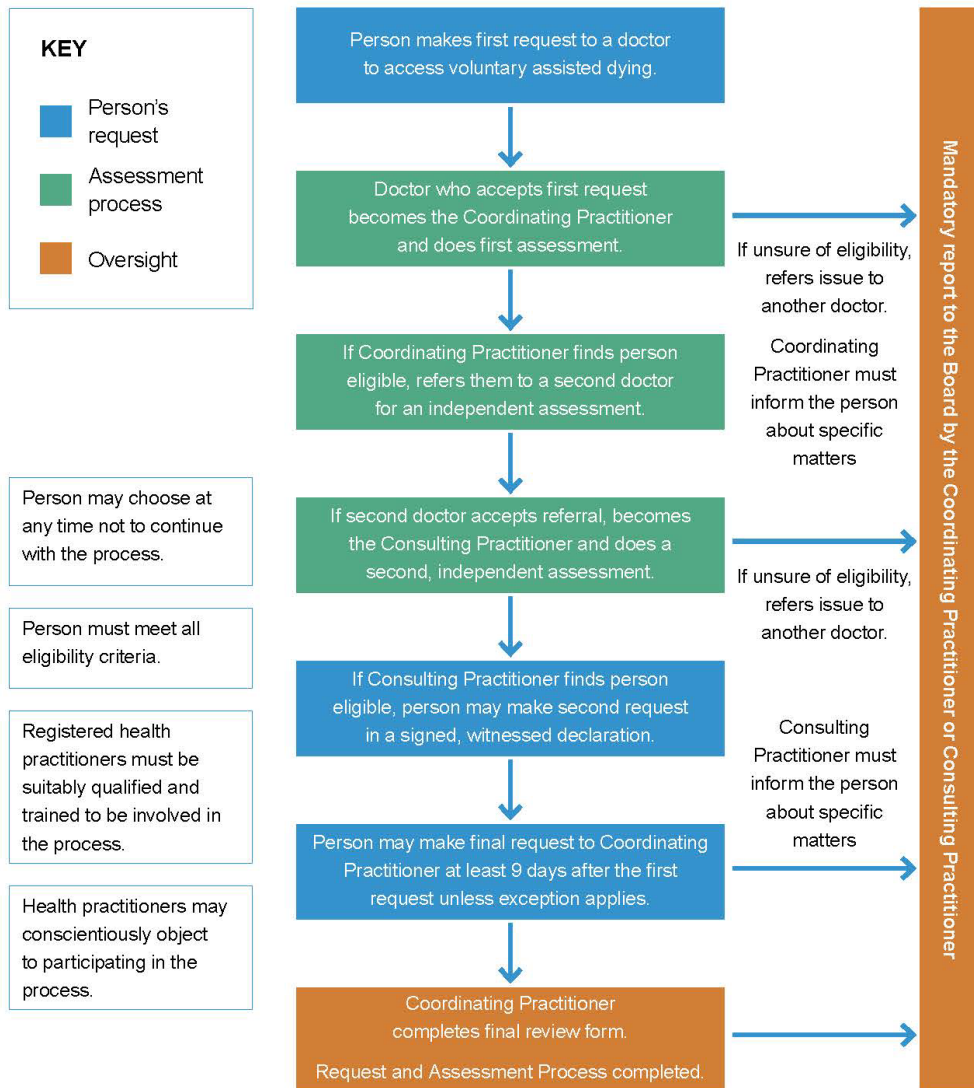 KEY
Person's
request
Assessment
process
Oversight
Person makes first request to a doctor
to access voluntary assisted dying.
Doctor who accepts first request
becomes the Coordinating Practitioner
and does first assessment.
If unsure of eligibility,
refers issue to
another doctor.
If Coordinating Practitioner finds person
eligible, refers them to a second doctor
for an independent assessment.
Coordinating
Practitioner must
inform the person
about specific
matters
Person may choose at
any time not to continue
with the process.
If second doctor accepts referral, becomes
the Consulting Practitioner and does a
second, independent assessment.
If unsure of eligibility,
refers issue to
another doctor.
Person must meet all
eligibility criteria.
If Consulting Practitioner finds person
eligible, person may make second request
in a signed, witnessed declaration.
Consulting
Practitioner must
inform the person
about specific
matters
Registered health
practitioners must be
suitably qualified and
trained to be involved in
the process.
Person may make final request to Coordinating
Practitioner at least 9 days after the first
request unless exception applies.
Health practitioners may
conscientiously object
to participating in the
process.
Coordinating Practitioner
completes final review form.
Request and Assessment Process completed.
Mandatory report to the Board by the Coordinating Practitioner or Consulting Practitioner